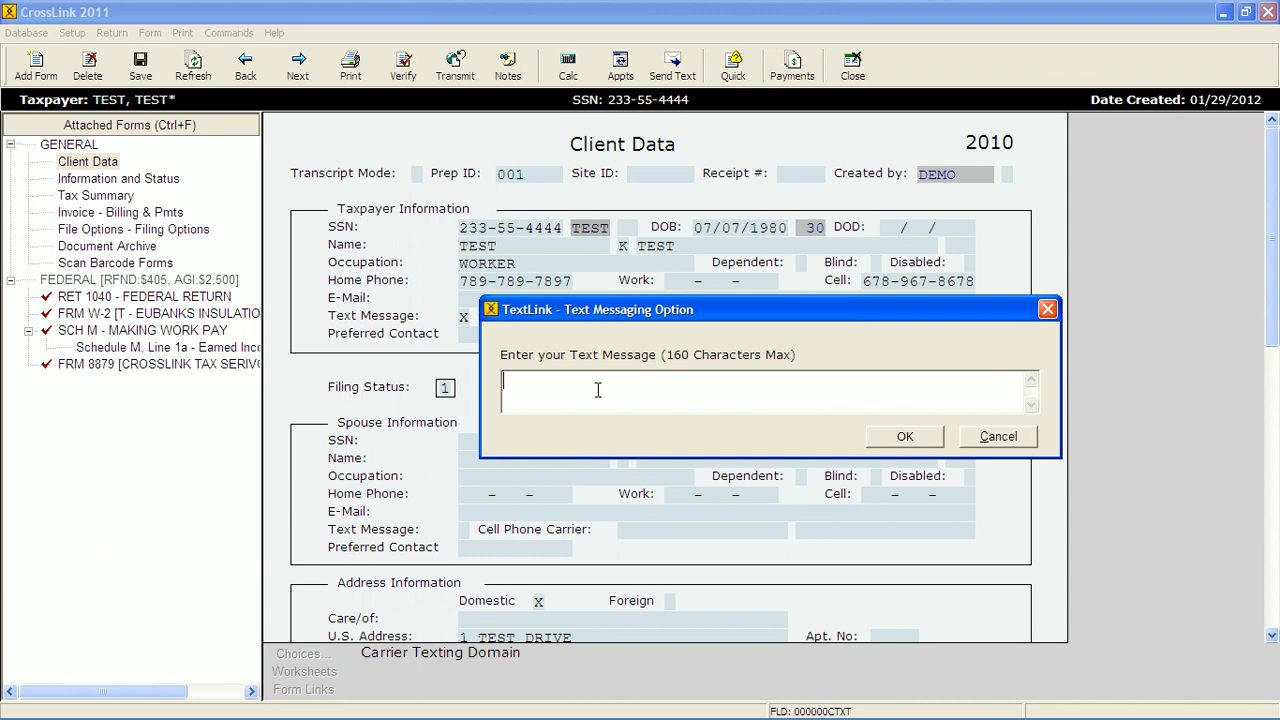 CrossLink 2011
Database Setup Return Form Print Commands Help
Add Form Delete Save Refresh Back Next Print Verify Transmit Notes Calc Appts Send Text Quick Payments Close
Taxpayer: TEST, TEST* SSN: 233-55-4444 Date Created: 01/29/2012
Attached Forms (Ctrl+F)
GENERAL
Client Data
Information and Status
Tax Summary
Invoice - Billing & Pmts
File Options - Filing Options
Document Archive
Scan Barcode Forms
FEDERAL [RFND:$405, AGI:$2,500]
RET 1040 - FEDERAL RETURN
FRM W-2 [T - EUBANKS INSULATIO
SCH M - MAKING WORK PAY
Schedule M, Line 1a - Earned Inco
FRM 8879 [CROSSLINK TAX SERIVC
Client Data 2010
Transcript Mode: Prep ID: 001 Site ID: Receipt #: Created by: DEMO
Taxpayer Information
SSN: 233-55-4444 TEST DOB: 07/07/1980 30 DOD: / /
Name: TEST K TEST
Occupation: WORKER Dependent: Blind: Disabled:
Home Phone: 789-789-7897 Work: - - Cell: 678-967-8678
E-Mail:
Text Message: X
Preferred Contact
TextLink - Text Messaging Option
Enter your Text Message (160 Characters Max)
OK Cancel
Filing Status: 1
Spouse Information
SSN:
Name:
Occupation: Dependent: Blind: Disabled:
Home Phone: - - Work: - - Cell: - -
E-Mail:
Text Message: Cell Phone Carrier:
Preferred Contact
Address Information
Domestic X Foreign
Care/of:
U.S. Address: 1 TEST DRIVE Apt. No:
Choices... Carrier Texting Domain
Worksheets
Form Links
FLD: 000000CTXT